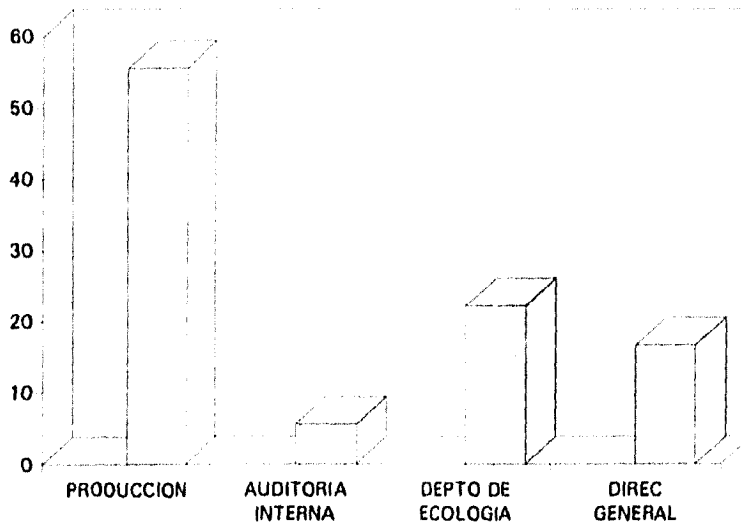 60
50
40
30
20
10
0
PRODUCCION
AUDITORIA
INTERNA
DEPTO DE
ECOLOGIA
DIREC
GENERAL